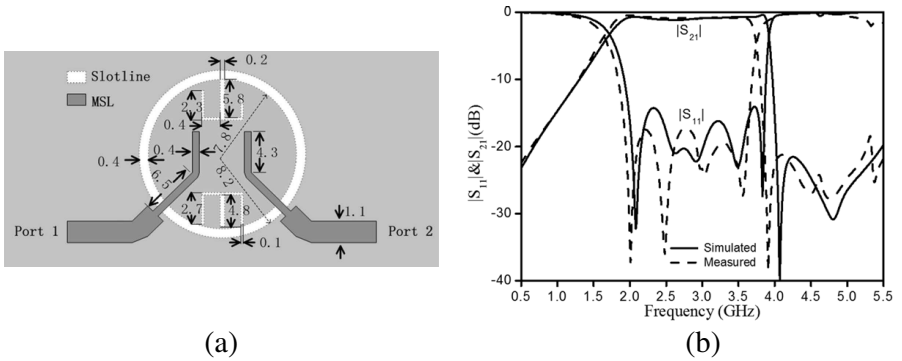 Slotline
MSL
0.2
2.3
5.8
0.4
7.8
0.4
0.4
4.3
6.5
8.2
2.7
4.8
1.1
0.1
Port 1
Port 2
(a)
|S11|&|S21|(dB)
0
-10
-20
-30
-40
|S21|
|S11|
Simulated
Measured
0.5 1.0 1.5 2.0 2.5 3.0 3.5 4.0 4.5 5.0 5.5
Frequency (GHz)
(b)